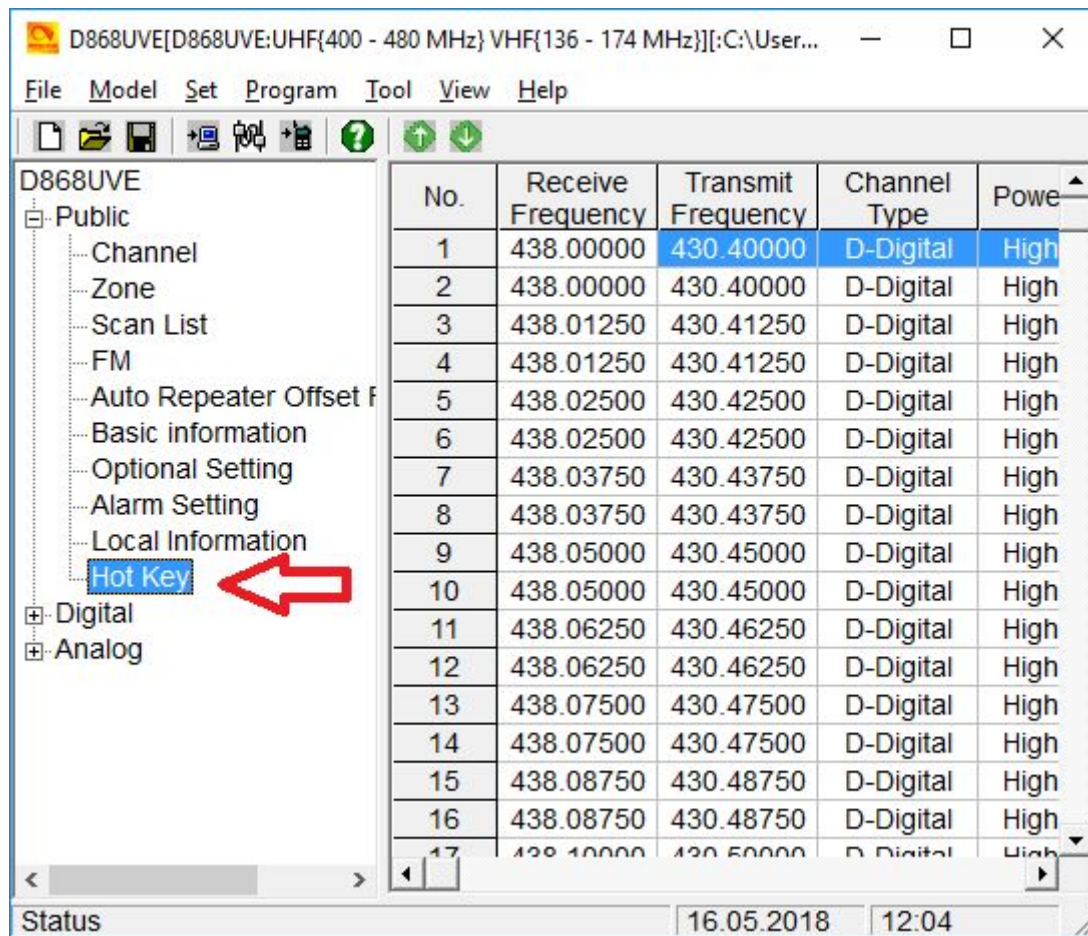 D868UVE[D868UVE:UHF{400 - 480 MHz} VHF{136 - 174 MHz}][:C:\User...
File Model Set Program Tool View Help
D868UVE
Public
Channel
Zone
Scan List
FM
Auto Repeater Offset F
Basic information
Optional Setting
Alarm Setting
Local Information
Hot Key
Digital
Analog
No. Receive Frequency Transmit Frequency Channel Type Powe
1 438.00000 430.40000 D-Digital High
2 438.00000 430.40000 D-Digital High
3 438.01250 430.41250 D-Digital High
4 438.01250 430.41250 D-Digital High
5 438.02500 430.42500 D-Digital High
6 438.02500 430.42500 D-Digital High
7 438.03750 430.43750 D-Digital High
8 438.03750 430.43750 D-Digital High
9 438.05000 430.45000 D-Digital High
10 438.05000 430.45000 D-Digital High
11 438.06250 430.46250 D-Digital High
12 438.06250 430.46250 D-Digital High
13 438.07500 430.47500 D-Digital High
14 438.07500 430.47500 D-Digital High
15 438.08750 430.48750 D-Digital High
16 438.08750 430.48750 D-Digital High
17 438.10000 430.50000 D-Digital High
Status 16.05.2018 12:04